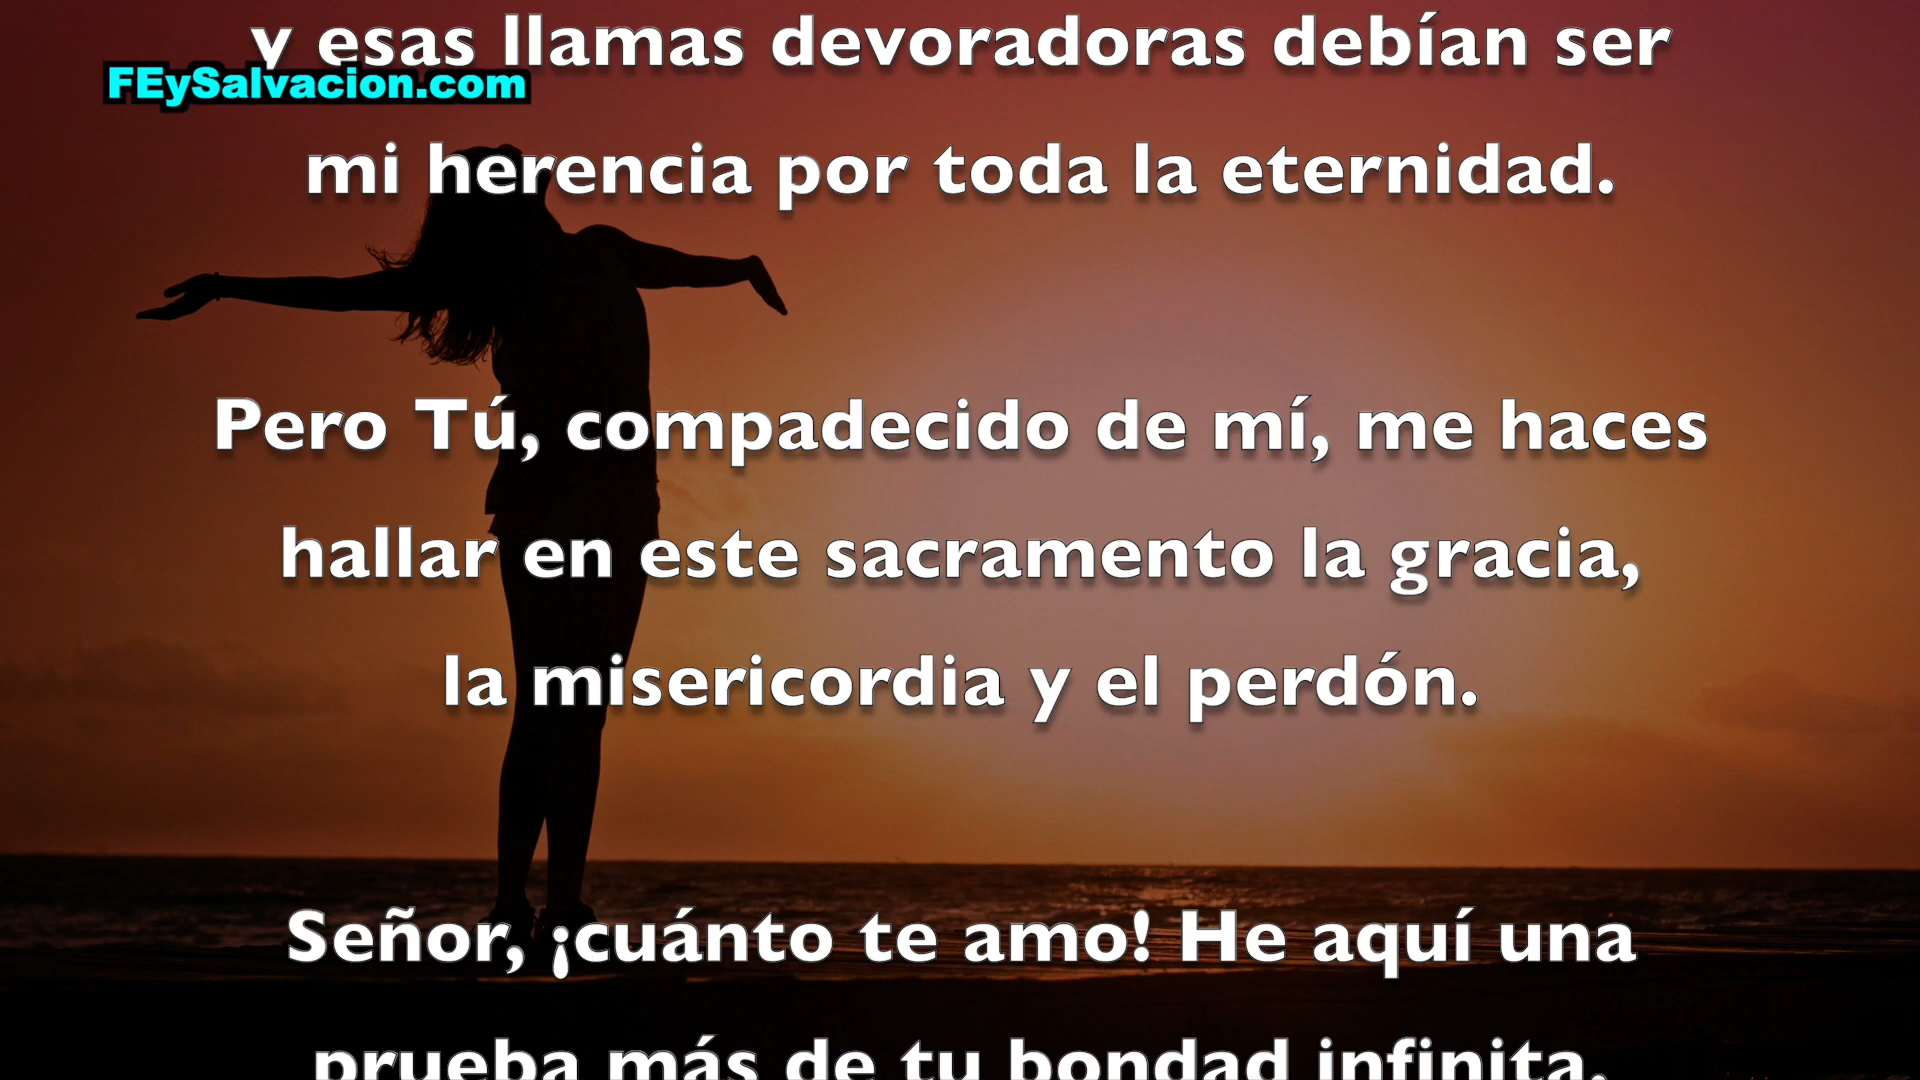 y esas llamas devoradoras debían ser
FEySalvacion.com
mi herencia por toda la eternidad.
Pero Tú, compadecido de mí, me haces
hallar en este sacramento la gracia,
la misericordia y el perdón.
Señor, ¡cuánto te amo! He aquí una
prueba más de tu bondad infinita.